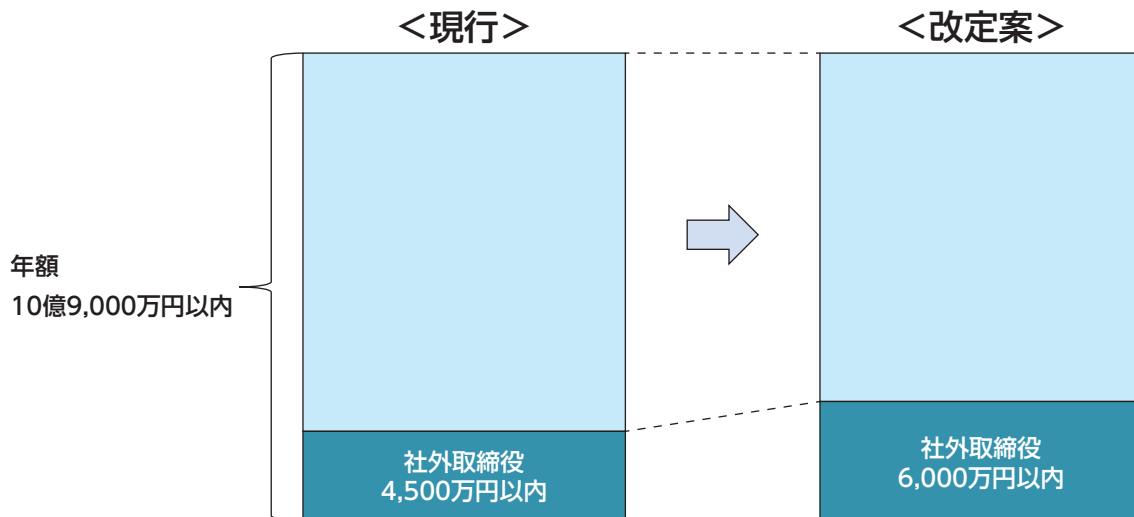 ＜現行＞
＜改定案＞
年額
10億9,000万円以内
社外取締役
4,500万円以内
社外取締役
6,000万円以内